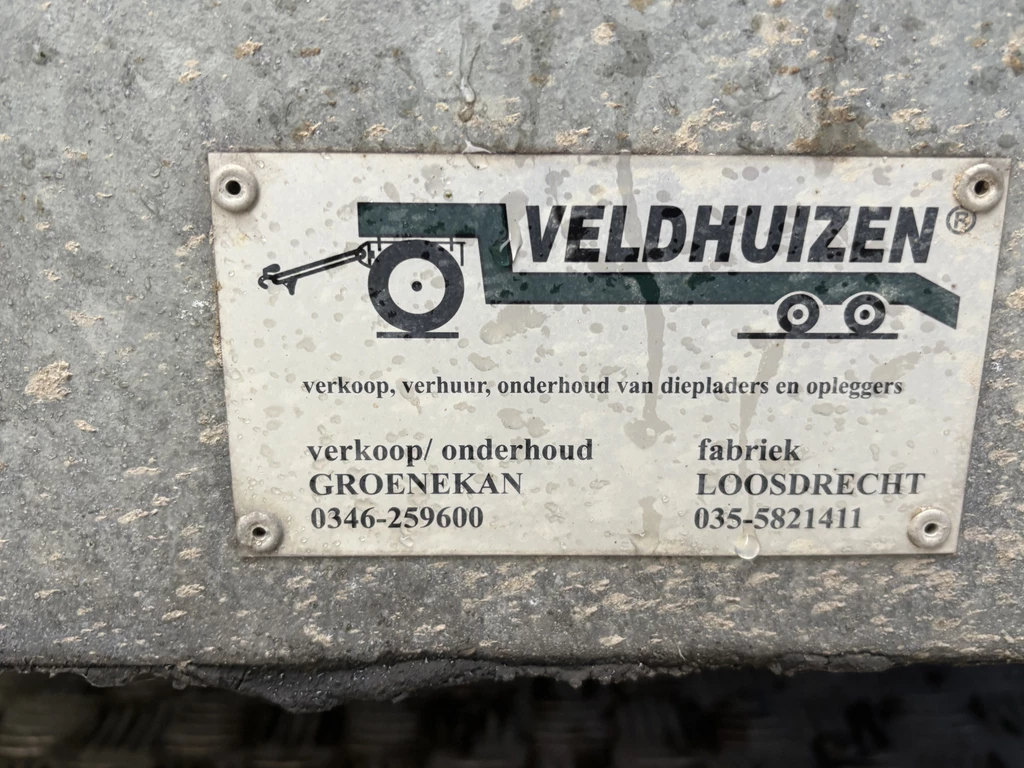 VELDHUIZEN®
verkoop, verhuur, onderhoud van diepladers en opleggers
verkoop/ onderhoud
GROENEKAN
0346-259600
fabriek
LOOSDRECHT
035-5821411